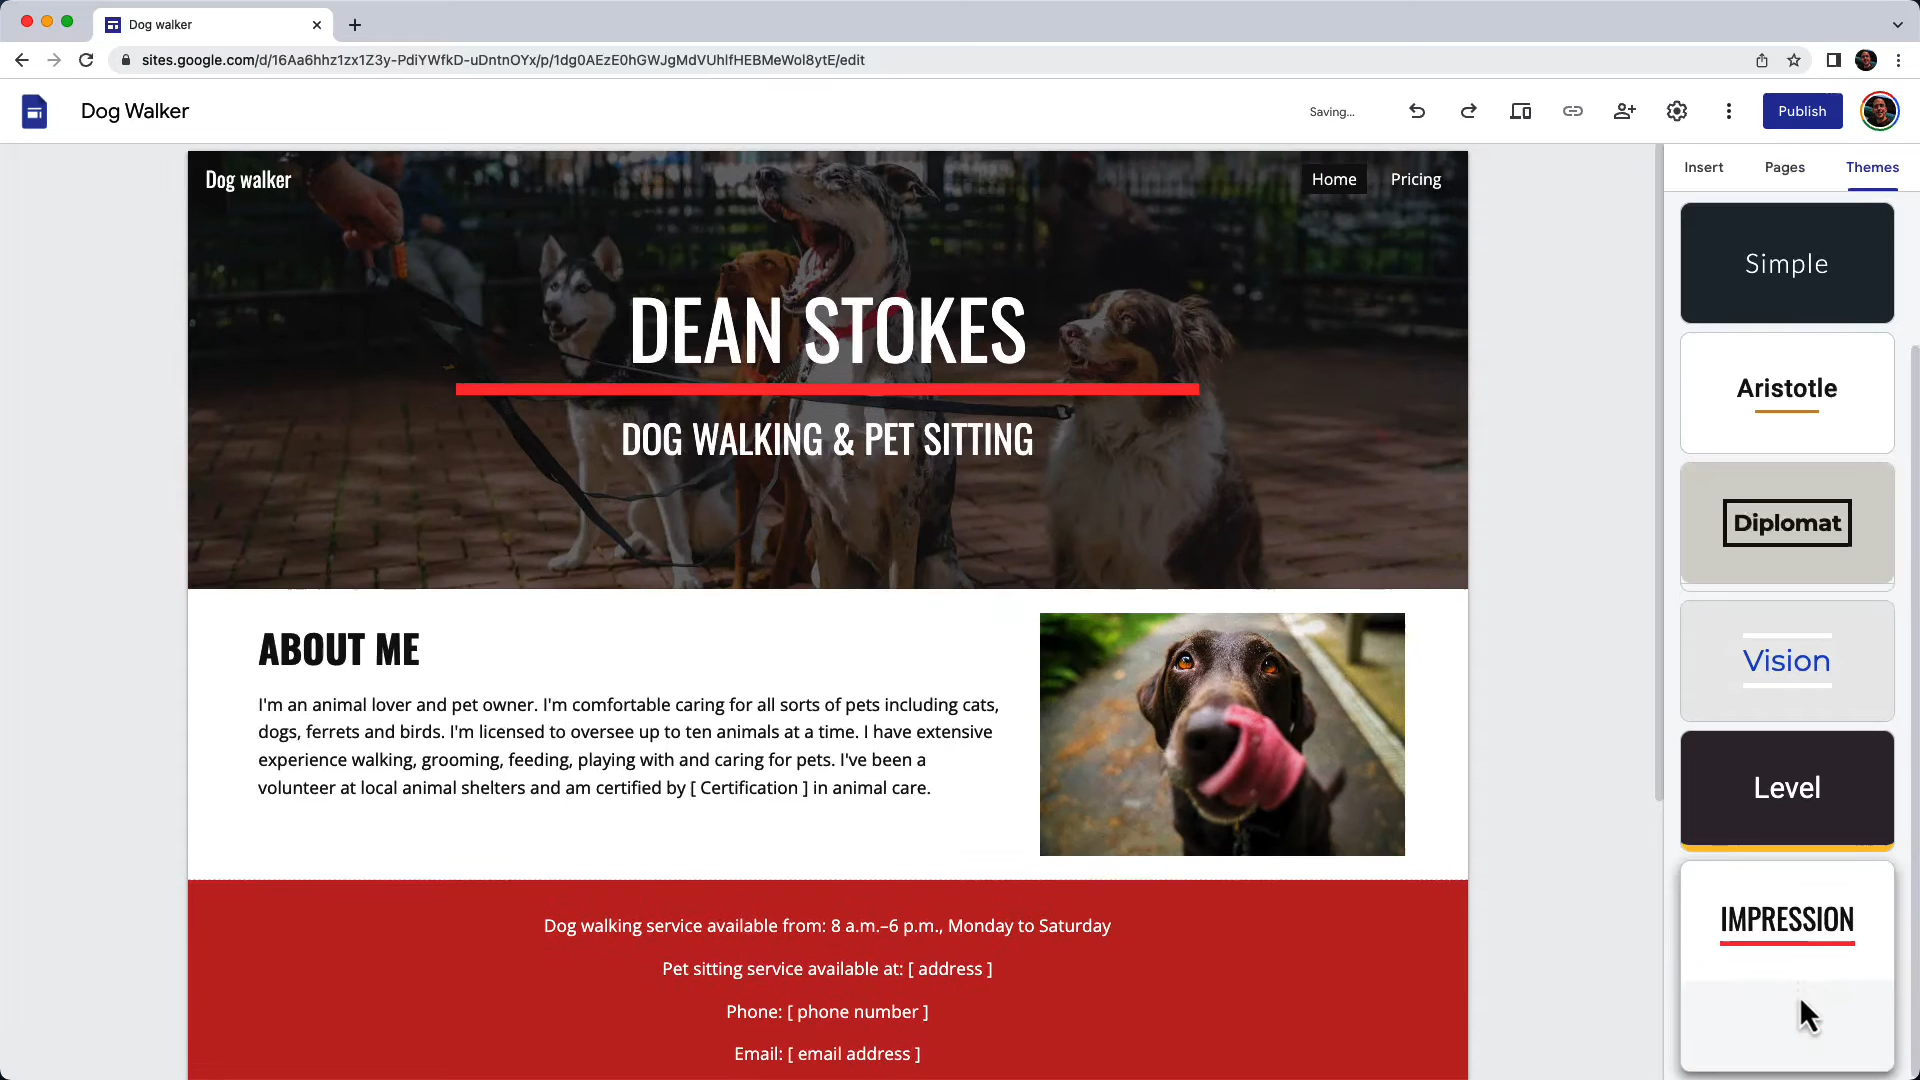 Dog walker
sites.google.com/d/16Aa6hhz1zx1Z3y-PdiYWfkD-uDntnOYx/p/1dg0AEzE0hGWJgMdVUhlfHEBMeWol8ytE/edit
Dog Walker
Saving...
Publish
Insert
Pages
Themes
Dog walker
Home
Pricing
DEAN STOKES
DOG WALKING & PET SITTING
ABOUT ME
I'm an animal lover and pet owner. I'm comfortable caring for all sorts of pets including cats,
dogs, ferrets and birds. I'm licensed to oversee up to ten animals at a time. I have extensive
experience walking, grooming, feeding, playing with and caring for pets. I've been a
volunteer at local animal shelters and am certified by [ Certification ] in animal care.
Dog walking service available from: 8 a.m.–6 p.m., Monday to Saturday
Pet sitting service available at: [ address ]
Phone: [ phone number ]
Email: [ email address ]
Simple
Aristotle
Diplomat
Vision
Level
IMPRESSION